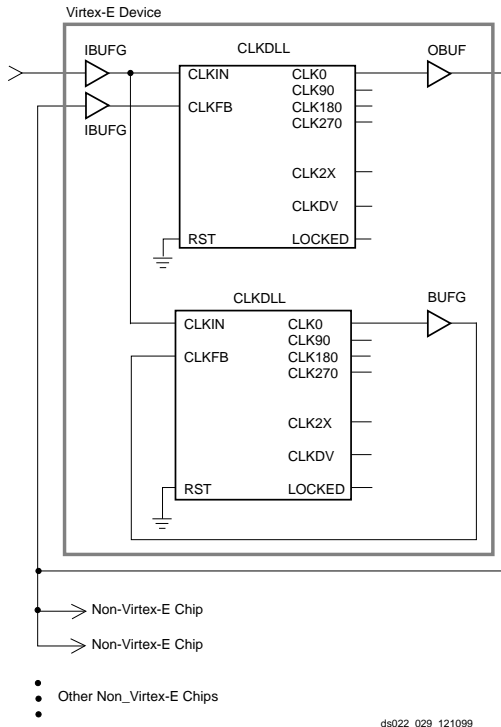 Virtex-E Device
IBUFG
CLKDLL
OBUF
CLKIN CLK0
CLK90
CLKFB CLK180
CLK270
IBUFG
CLK2X
CLKDV
RST LOCKED
CLKDLL
BUFG
CLKIN CLK0
CLK90
CLKFB CLK180
CLK270
CLK2X
CLKDV
RST LOCKED
Non-Virtex-E Chip
Non-Virtex-E Chip
Other Non_Virtex-E Chips
ds022_029_121099